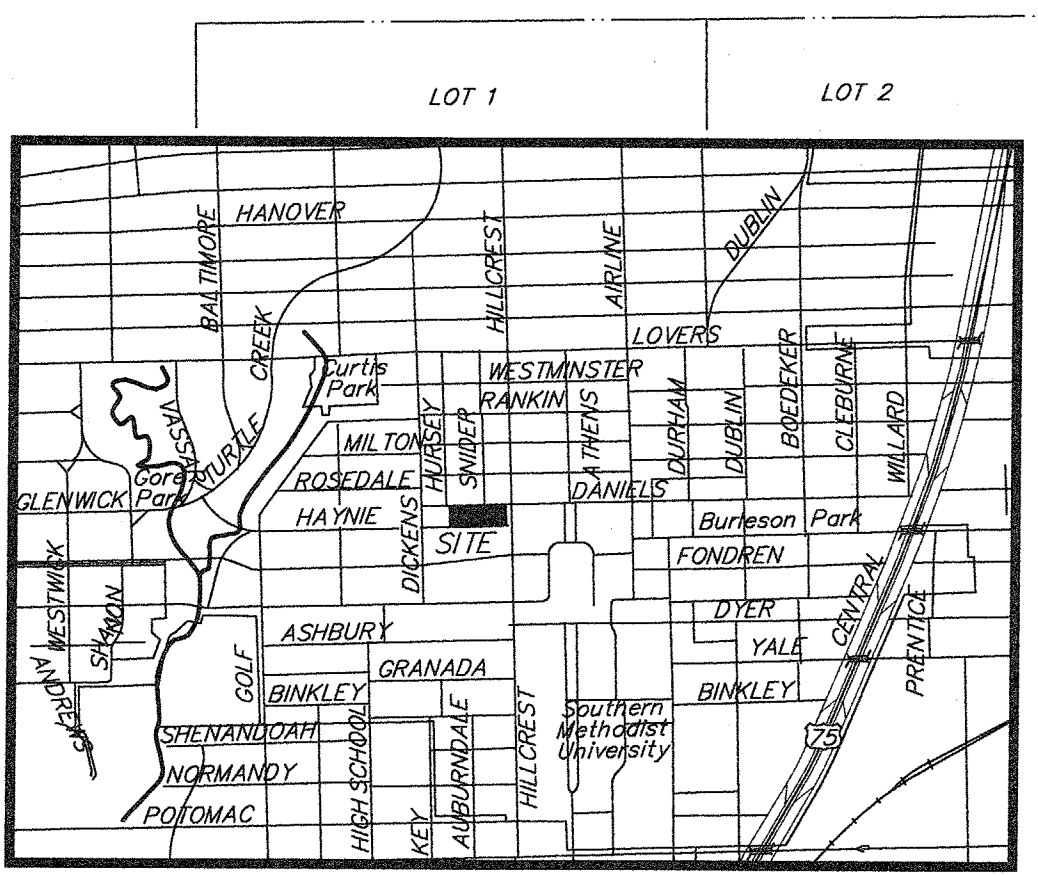 LOT 1
LOT 2
HANOVER
BALTIMORE
HILLCREST
AIRLINE
DUBLIN
CREEK
LOVERS
Curtis
Park
WESTMINSTER
RANKIN
BOEDEKER
CLEBURNE
VASSAR
TURTLE
MILTON
HURSEY
SNIDER
ATHENS
DURHAM
DUBLIN
WILLARD
GLENWICK
Gore
Park
ROSEDALE
DANIELS
HAYNIE
DICKENS
SITE
Burleson Park
FONDREN
WESTWICK
SHANNON
CENTRAL
PRENTICE
DYER
YALE
ASHBURY
GRANADA
GOLF
BINKLEY
BINKLEY
ANDREWS
SHENANDOAH
HIGH SCHOOL
AUBURNDALE
HILLCREST
Southern
Methodist
University
75
NORMANDY
POTOMAC
KEY